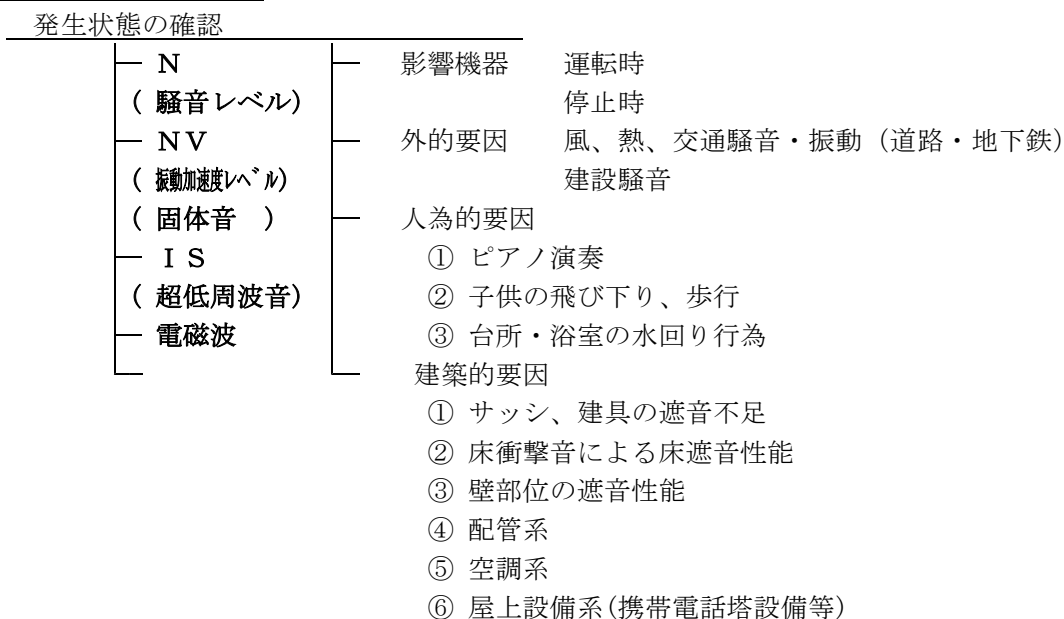 発生状態の確認
N 影響機器 運転時
(騒音レベル) 停止時
NV 外的要因 風、熱、交通騒音・振動(道路・地下鉄)
(振動加速度レベル) 建設騒音
(固体音 ) 人為的要因
IS ① ピアノ演奏
(超低周波音) ② 子供の飛び下り、歩行
電磁波 ③ 台所・浴室の水回り行為
建築的要因
① サッシ、建具の遮音不足
② 床衝撃音による床遮音性能
③ 壁部位の遮音性能
④ 配管系
⑤ 空調系
⑥ 屋上設備系(携帯電話塔設備等)